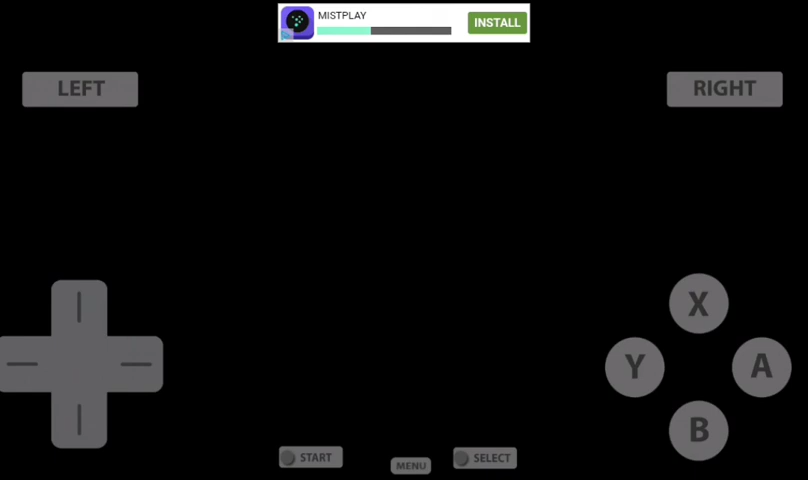 MISTPLAY
INSTALL
LEFT
RIGHT
X
Y
A
B
START
MENU
SELECT